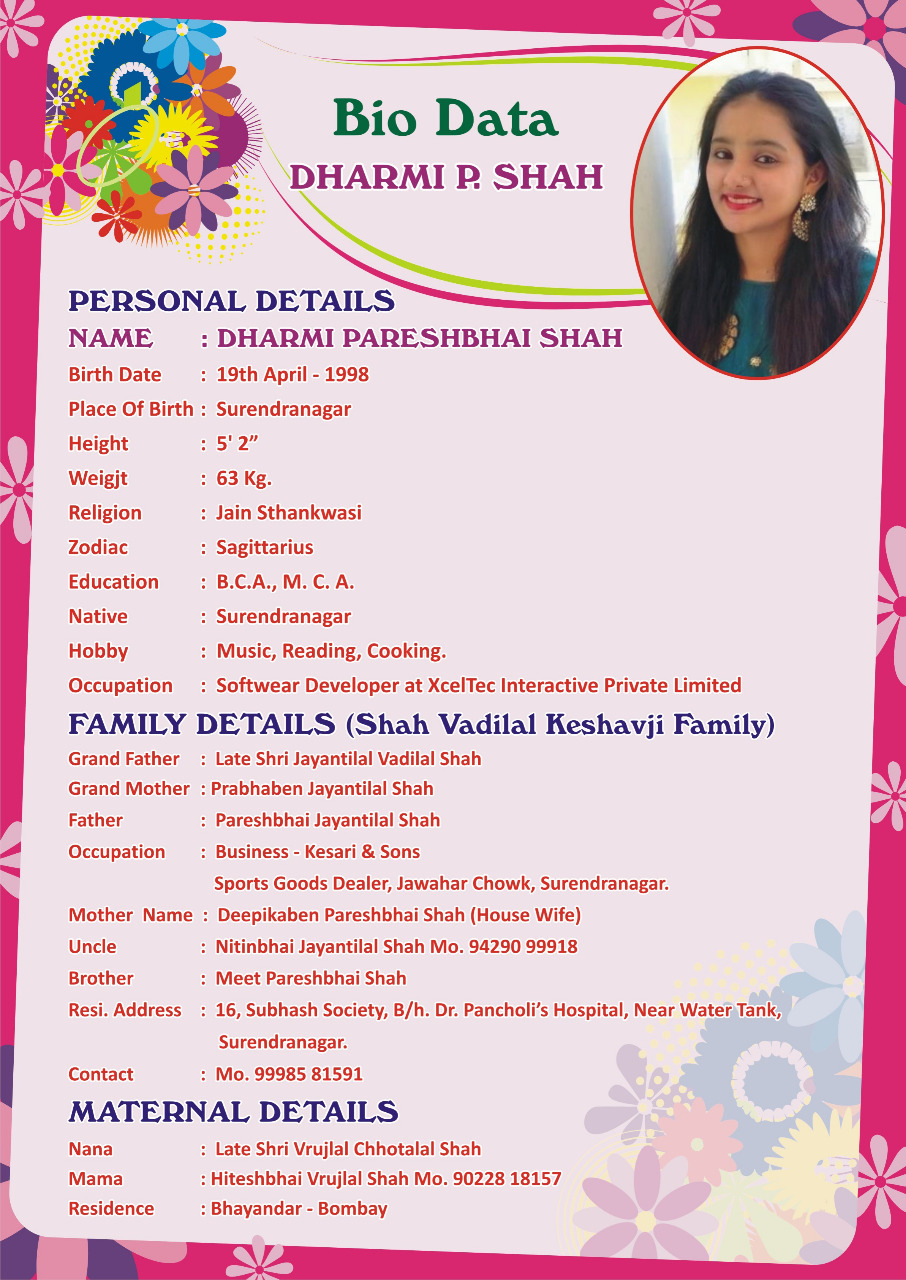 Bio Data
DHARMI P. SHAH
PERSONAL DETAILS
NAME : DHARMI PARESHBHAI SHAH
Birth Date : 19th April - 1998
Place Of Birth : Surendranagar
Height : 5' 2”
Weigjt : 63 Kg.
Religion : Jain Sthankwasi
Zodiac : Sagittarius
Education : B.C.A., M. C. A.
Native : Surendranagar
Hobby : Music, Reading, Cooking.
Occupation : Softwear Developer at XcelTec Interactive Private Limited
FAMILY DETAILS (Shah Vadilal Keshavji Family)
Grand Father : Late Shri Jayantilal Vadilal Shah
Grand Mother : Prabhaben Jayantilal Shah
Father : Pareshbhai Jayantilal Shah
Occupation : Business - Kesari & Sons
Sports Goods Dealer, Jawahar Chowk, Surendranagar.
Mother Name : Deepikaben Pareshbhai Shah (House Wife)
Uncle : Nitinbhai Jayantilal Shah Mo. 94290 99918
Brother : Meet Pareshbhai Shah
Resi. Address : 16, Subhash Society, B/h. Dr. Pancholi’s Hospital, Near Water Tank,
Surendranagar.
Contact : Mo. 99985 81591
MATERNAL DETAILS
Nana : Late Shri Vrujlal Chhotalal Shah
Mama : Hiteshbhai Vrujlal Shah Mo. 90228 18157
Residence : Bhayandar - Bombay